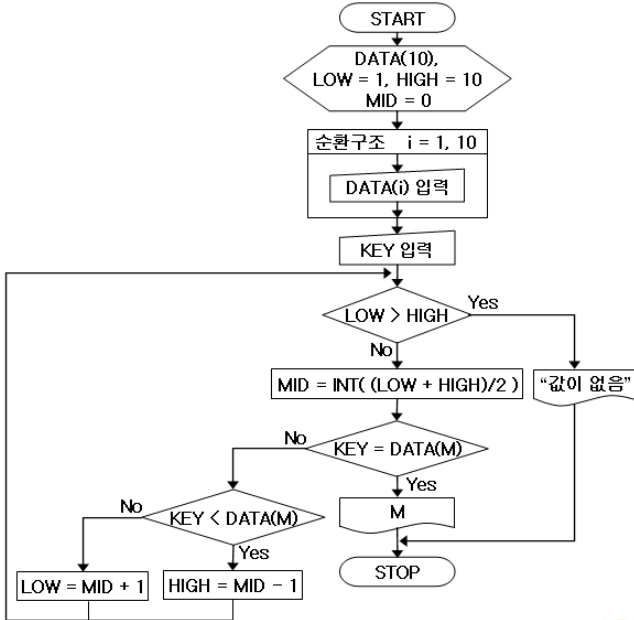 START
DATA(10),
LOW = 1, HIGH = 10
MID = 0
순환구조 i = 1, 10
DATA(i) 입력
KEY 입력
LOW > HIGH
Yes
No
MID = INT( (LOW + HIGH)/2 )
“값이 없음”
KEY = DATA(M)
No
Yes
KEY < DATA(M)
No
Yes
M
LOW = MID + 1
HIGH = MID - 1
STOP